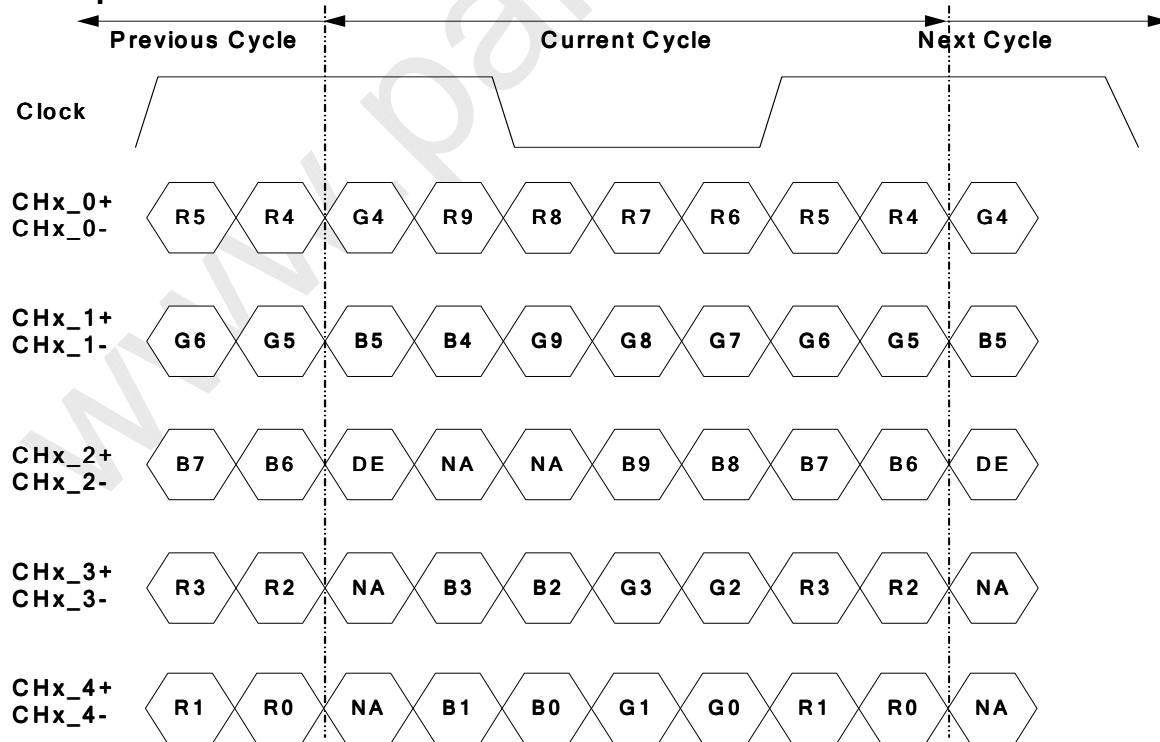 Previous Cycle Current Cycle Next Cycle
Clock
CHx_0+
CHx_0-
R5 R4 G4 R9 R8 R7 R6 R5 R4 G4
CHx_1+
CHx_1-
G6 G5 B5 B4 G9 G8 G7 G6 G5 B5
CHx_2+
CHx_2-
B7 B6 DE NA NA B9 B8 B7 B6 DE
CHx_3+
CHx_3-
R3 R2 NA B3 B2 G3 G2 R3 R2 NA
CHx_4+
CHx_4-
R1 R0 NA B1 B0 G1 G0 R1 R0 NA